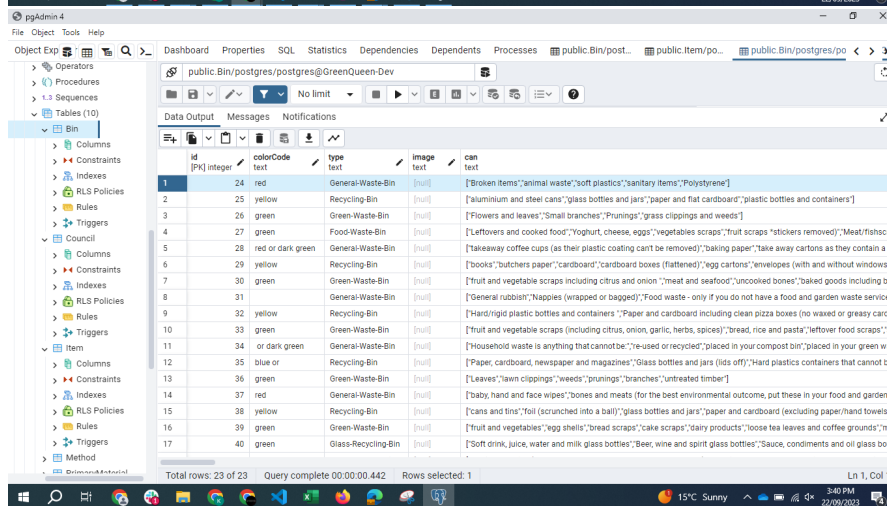 22/09/2023
pgAdmin 4
File Object Tools Help
Object Exp Dashboard Properties SQL Statistics Dependencies Dependents Processes public.Bin/post... public.Item/po... public.Bin/postgres/po
Operators
Procedures
1..3 Sequences
Tables (10)
Bin
Columns
Constraints
Indexes
RLS Policies
Rules
Triggers
Council
Columns
Constraints
Indexes
RLS Policies
Rules
Triggers
Item
Columns
Constraints
Indexes
RLS Policies
Rules
Triggers
Method
PrimaryMaterial
public.Bin/postgres/postgres@GreenQueen-Dev
No limit
Data Output Messages Notifications
id [PK] integer colorCode text type text image text can text
1 24 red General-Waste-Bin [null] ["Broken items","animal waste","soft plastics","sanitary items","Polystyrene"]
2 25 yellow Recycling-Bin [null] ["aluminium and steel cans","glass bottles and jars","paper and flat cardboard","plastic bottles and containers"]
3 26 green Green-Waste-Bin [null] ["Flowers and leaves","Small branches","Prunings","grass clippings and weeds"]
4 27 green Food-Waste-Bin [null] ["Leftovers and cooked food","Yoghurt, cheese, eggs","vegetables scraps","fruit scraps *stickers removed)","Meat/fishsc
5 28 red or dark green General-Waste-Bin [null] ["takeaway coffee cups (as their plastic coating can't be removed)","baking paper","take away cartons as they contain a
6 29 yellow Recycling-Bin [null] ["books","butchers paper","cardboard","cardboard boxes (flattened)","egg cartons","envelopes (with and without windows
7 30 green Green-Waste-Bin [null] ["fruit and vegetable scraps including citrus and onion ","meat and seafood","uncooked bones","baked goods including b
8 31 General-Waste-Bin [null] ["General rubbish","Nappies (wrapped or bagged)","Food waste - only if you do not have a food and garden waste service
9 32 yellow Recycling-Bin [null] ["Hard/rigid plastic bottles and containers ","Paper and cardboard including clean pizza boxes (no waxed or greasy card
10 33 green Green-Waste-Bin [null] ["fruit and vegetable scraps (including citrus, onion, garlic, herbs, spices)","bread, rice and pasta","leftover food scraps","
11 34 or dark green General-Waste-Bin [null] ["Household waste is anything that cannot be:","re-used or recycled","placed in your compost bin","placed in your green w
12 35 blue or Recycling-Bin [null] ["Paper, cardboard, newspaper and magazines","Glass bottles and jars (lids off)","Hard plastics containers that cannot b
13 36 green Green-Waste-Bin [null] ["Leaves","lawn clippings","weeds","prunings","branches","untreated timber"]
14 37 red General-Waste-Bin [null] ["baby, hand and face wipes","bones and meats (for the best environmental outcome, put these in your food and garden
15 38 yellow Recycling-Bin [null] ["cans and tins","foil (scrunched into a ball)","glass bottles and jars","paper and cardboard (excluding paper/hand towels
16 39 green Green-Waste-Bin [null] ["fruit and vegetables","egg shells","bread scraps","cake scraps","dairy products","loose tea leaves and coffee grounds","m
17 40 green Glass-Recycling-Bin [null] ["Soft drink, juice, water and milk glass bottles","Beer, wine and spirit glass bottles","Sauce, condiments and oil glass bo
Total rows: 23 of 23 Query complete 00:00:00.442 Rows selected: 1 Ln 1, Col
15°C Sunny
3:40 PM
22/09/2023